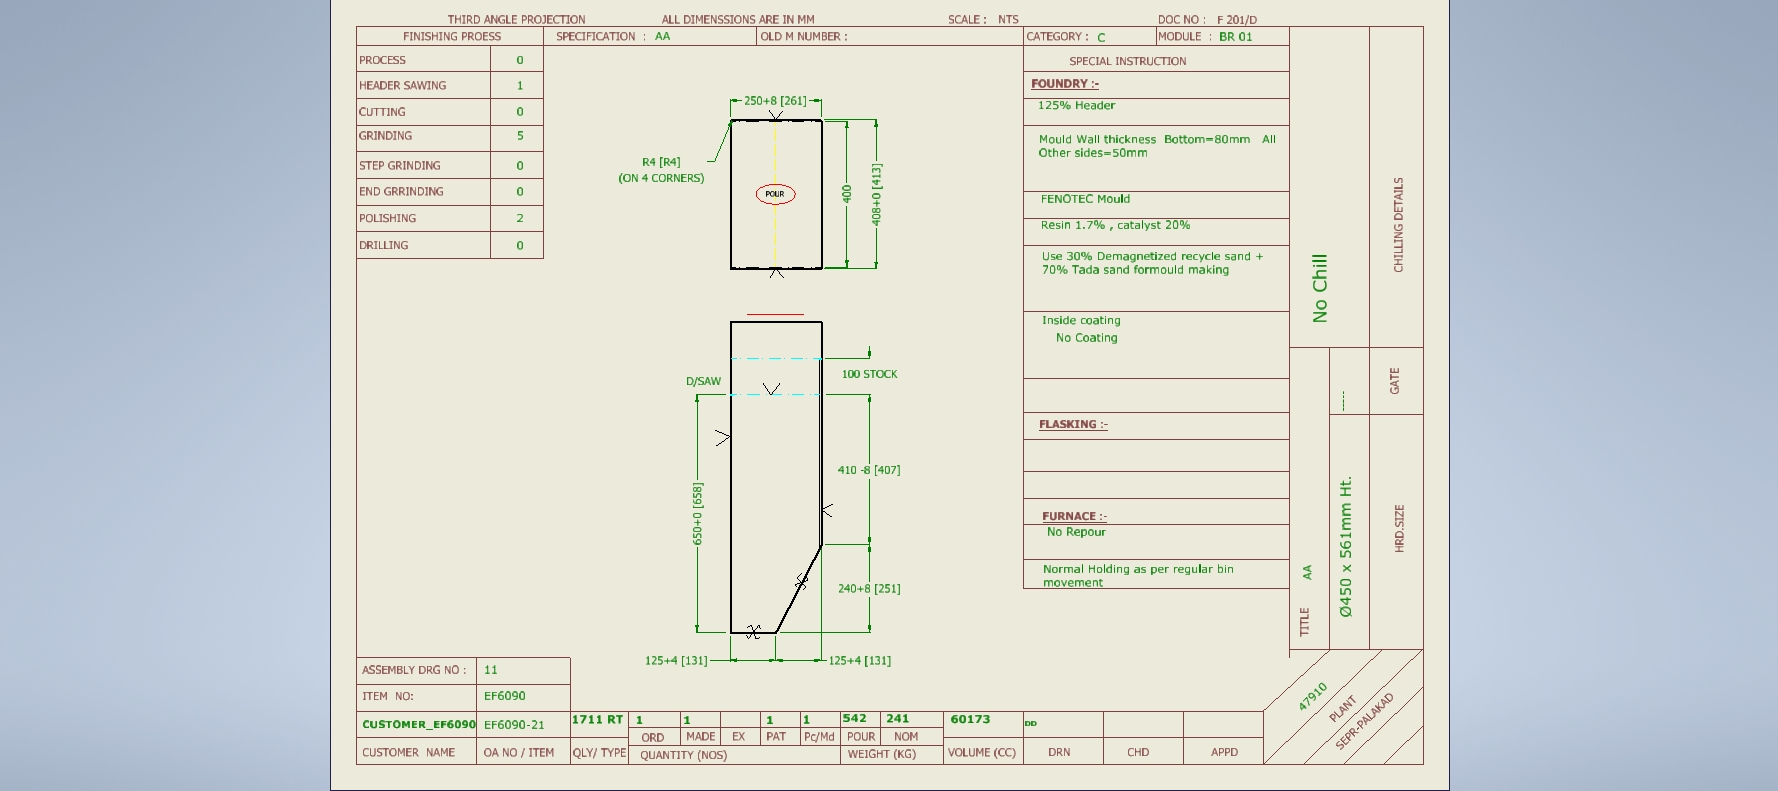 THIRD ANGLE PROJECTION ALL DIMENSSIONS ARE IN MM SCALE : NTS DOC NO : F 201/D
FINISHING PROESS SPECIFICATION : AA OLD M NUMBER : CATEGORY : C MODULE : BR 01
PROCESS 0
HEADER SAWING 1
CUTTING 0
GRINDING 5
STEP GRINDING 0
END GRRINDING 0
POLISHING 2
DRILLING 0
250+8 [261]
R4 [R4]
(ON 4 CORNERS)
POUR
400
408+0 [413]
D/SAW
100 STOCK
410 -8 [407]
650+0 [658]
240+8 [251]
125+4 [131] 125+4 [131]
SPECIAL INSTRUCTION
FOUNDRY :-
125% Header
Mould Wall thickness Bottom=80mm All
Other sides=50mm
FENOTEC Mould
Resin 1.7% , catalyst 20%
Use 30% Demagnetized recycle sand +
70% Tada sand formould making
Inside coating
No Coating
FLASKING :-
FURNACE :-
No Repour
Normal Holding as per regular bin
movement
No Chill
CHILLING DETAILS
------
GATE
TITLE AA
Ø450 x 561mm Ht.
HRD.SIZE
47910
PLANT
SEPR-PALAKAD
ASSEMBLY DRG NO : 11
ITEM NO: EF6090
CUSTOMER_EF6090 EF6090-21 1711 RT 1 1 1 1 542 241 60173 DD
ORD MADE EX PAT Pc/Md POUR NOM
CUSTOMER NAME OA NO / ITEM QLY/ TYPE QUANTITY (NOS) WEIGHT (KG) VOLUME (CC) DRN CHD APPD